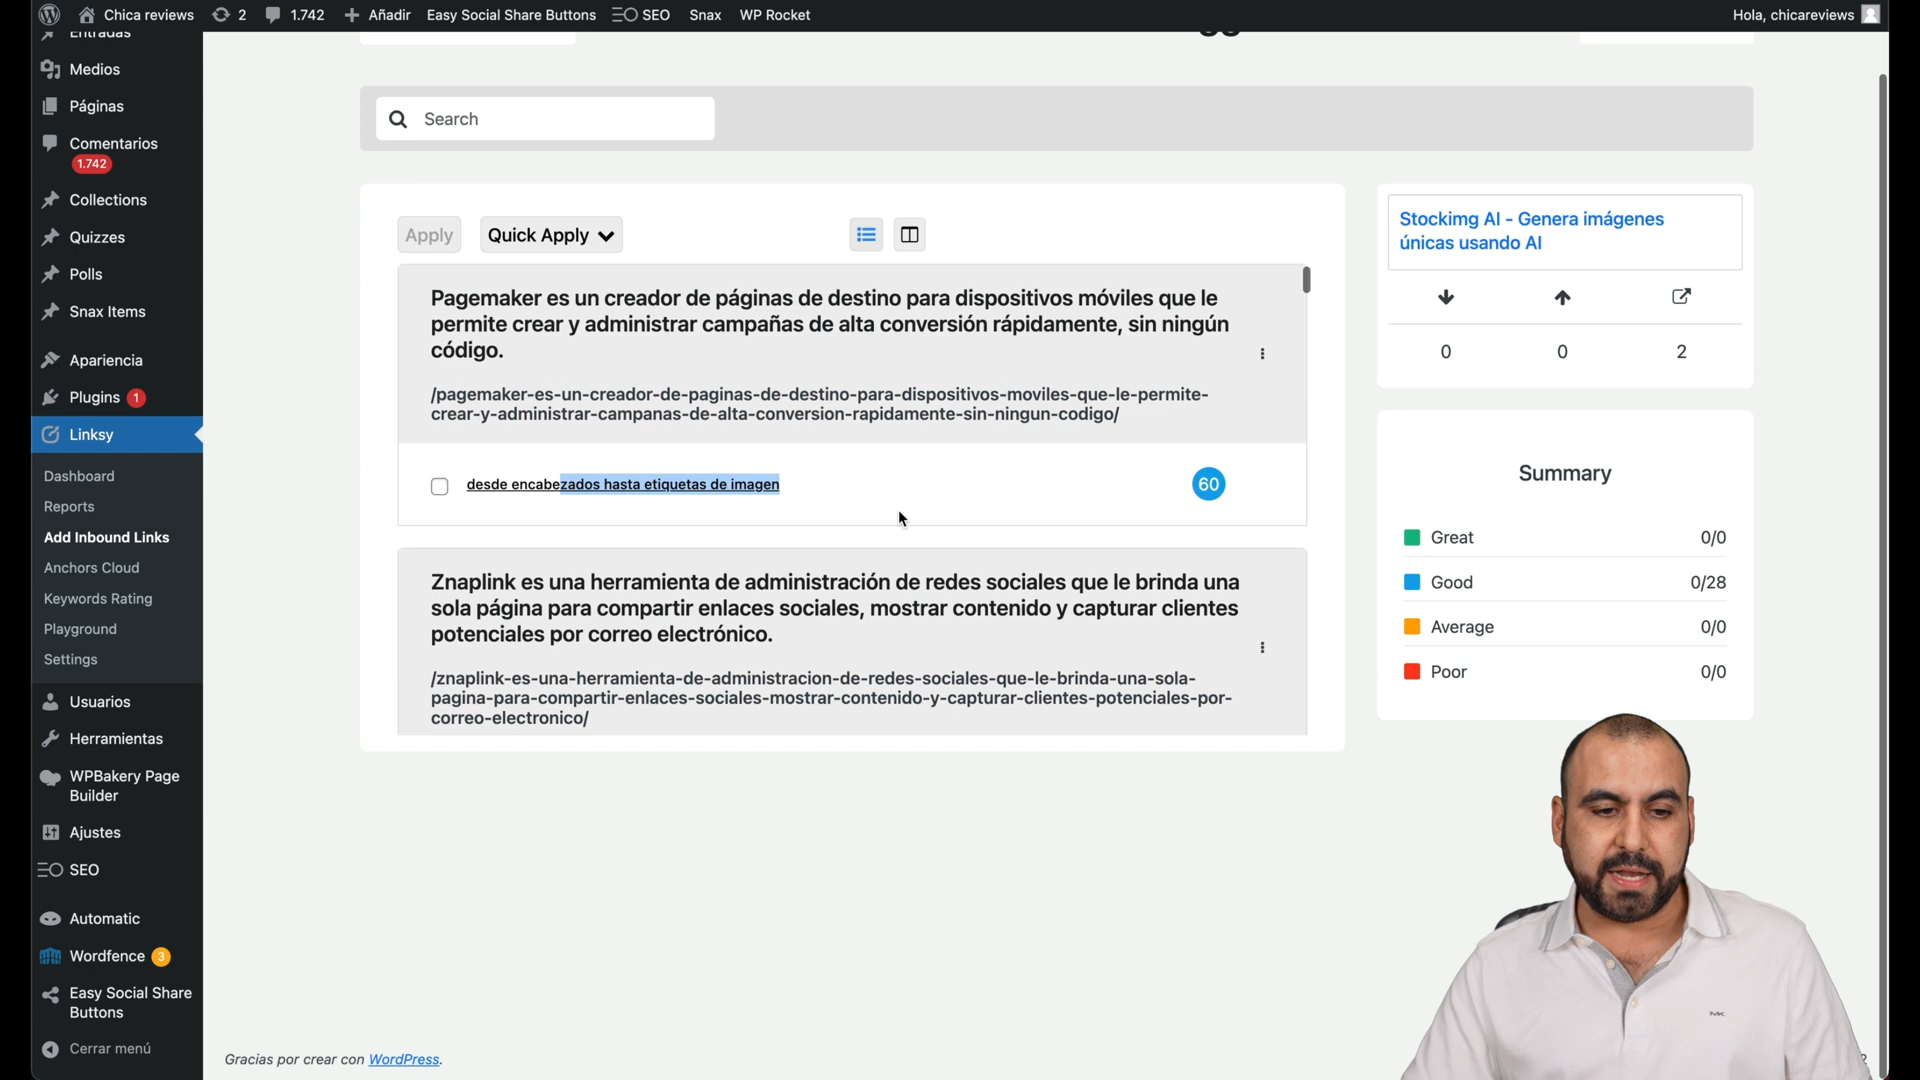 Chica reviews 2 1.742 Añadir Easy Social Share Buttons SEO Snax WP Rocket Hola, chicareviews
Entradas
Medios
Páginas
Comentarios
1.742
Collections
Quizzes
Polls
Snax Items
Apariencia
Plugins 1
Linksy
Dashboard
Reports
Add Inbound Links
Anchors Cloud
Keywords Rating
Playground
Settings
Usuarios
Herramientas
WPBakery Page
Builder
Ajustes
SEO
Automatic
Wordfence 3
Easy Social Share
Buttons
Cerrar menú
Search
Apply Quick Apply
Pagemaker es un creador de páginas de destino para dispositivos móviles que le
permite crear y administrar campañas de alta conversión rápidamente, sin ningún
código.
/pagemaker-es-un-creador-de-paginas-de-destino-para-dispositivos-moviles-que-le-permite-
crear-y-administrar-campanas-de-alta-conversion-rapidamente-sin-ningun-codigo/
desde encabezados hasta etiquetas de imagen 60
Znaplink es una herramienta de administración de redes sociales que le brinda una
sola página para compartir enlaces sociales, mostrar contenido y capturar clientes
potenciales por correo electrónico.
/znaplink-es-una-herramienta-de-administracion-de-redes-sociales-que-le-brinda-una-sola-
pagina-para-compartir-enlaces-sociales-mostrar-contenido-y-capturar-clientes-potenciales-por-
correo-electronico/
Stockimg AI - Genera imágenes
únicas usando AI
0 0 2
Summary
Great 0/0
Good 0/28
Average 0/0
Poor 0/0
Gracias por crear con WordPress.
MK